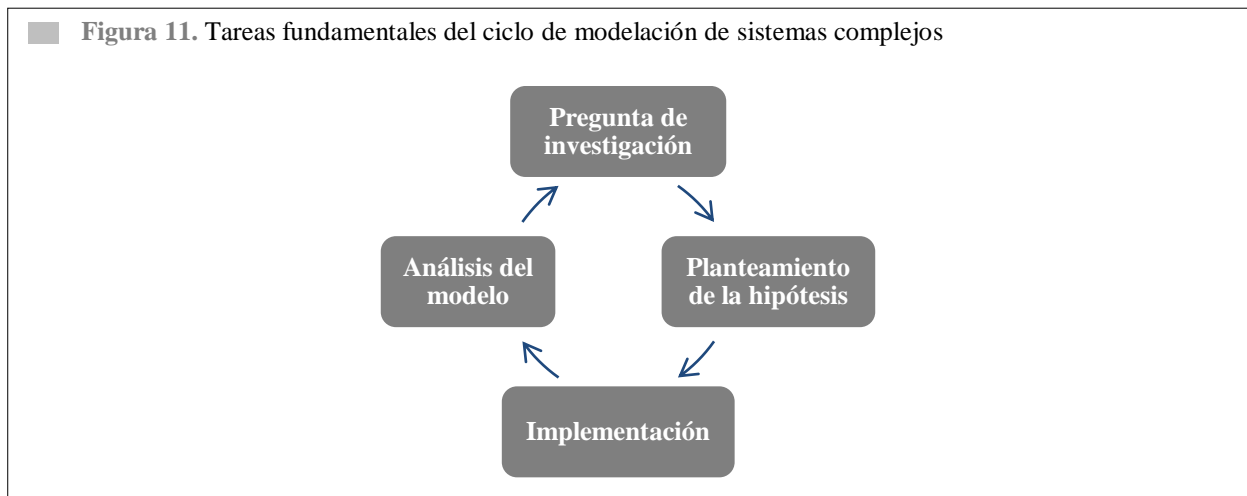 Figura 11. Tareas fundamentales del ciclo de modelación de sistemas complejos
Pregunta de
investigación
Planteamiento
de la hipótesis
Implementación
Análisis del
modelo